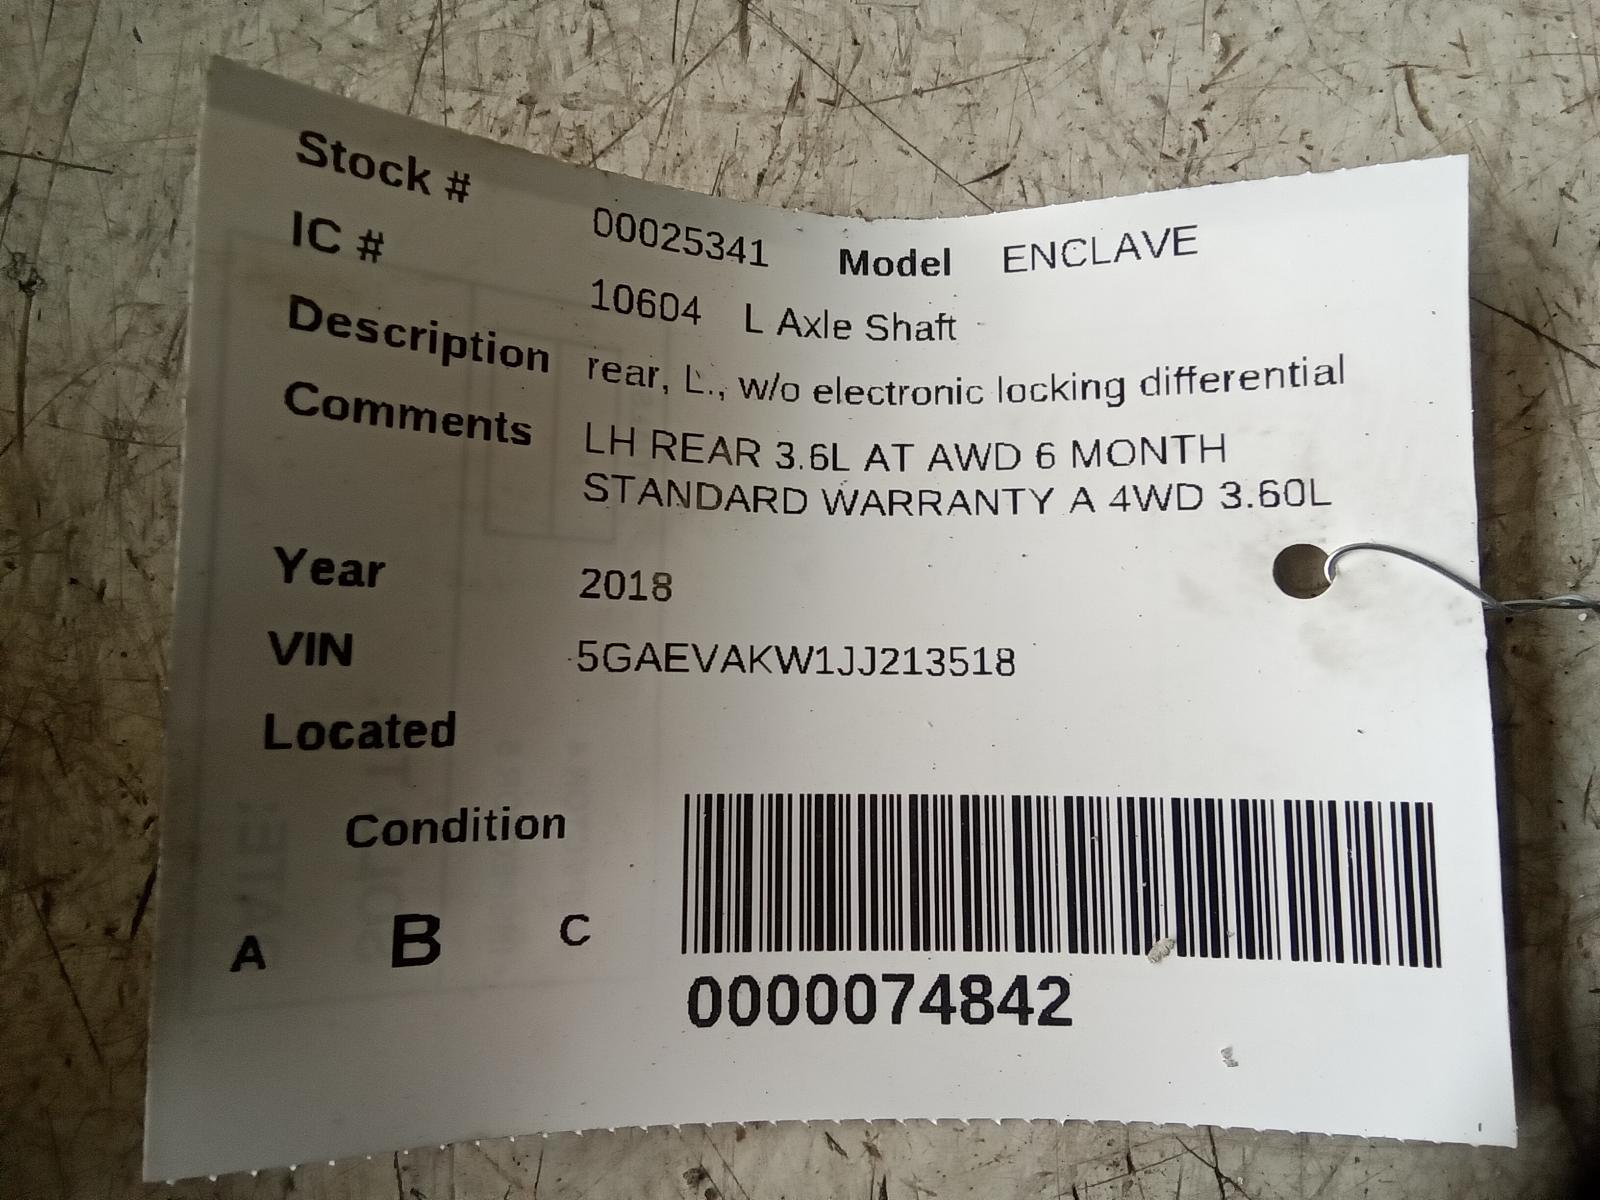 Stock # 00025341 Model ENCLAVE
IC # 10604 L Axle Shaft
Description rear, L., w/o electronic locking differential
Comments LH REAR 3.6L AT AWD 6 MONTH
STANDARD WARRANTY A 4WD 3.60L
Year 2018
VIN 5GAEVAKW1JJ213518
Located
Condition
A B C
0000074842